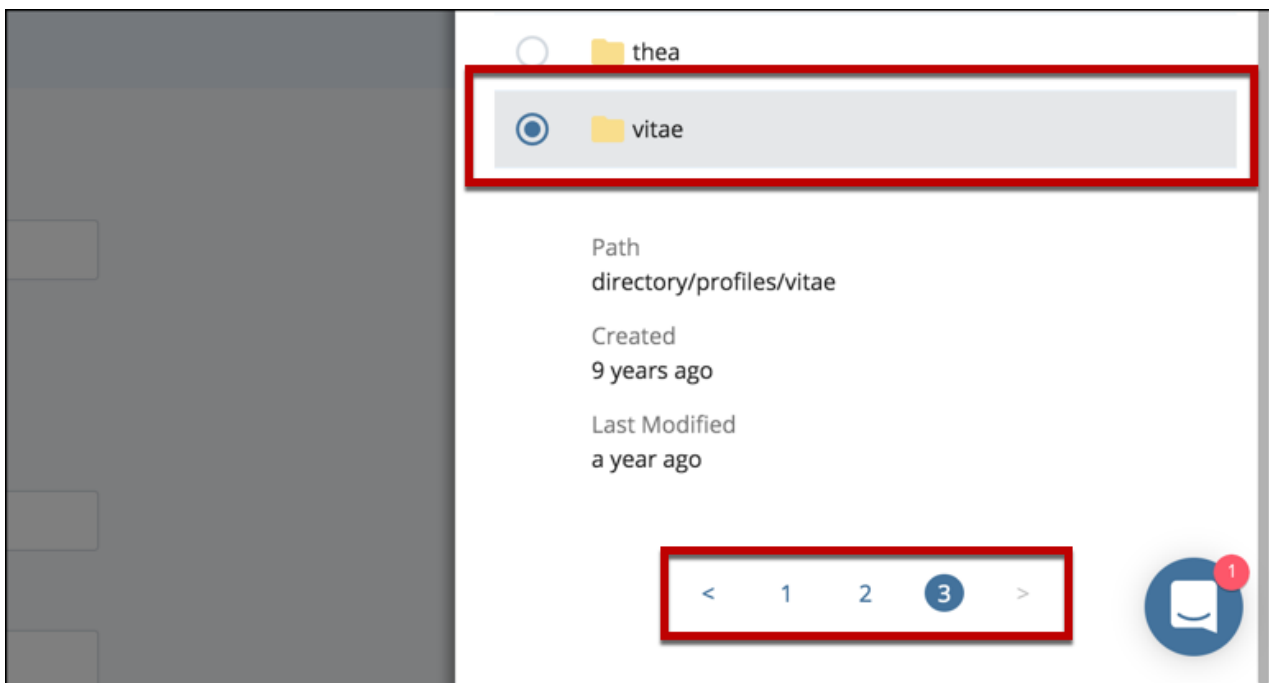 thea
vitae
Path
directory/profiles/vitae
Created
9 years ago
Last Modified
a year ago
< 1 2 3 >
1